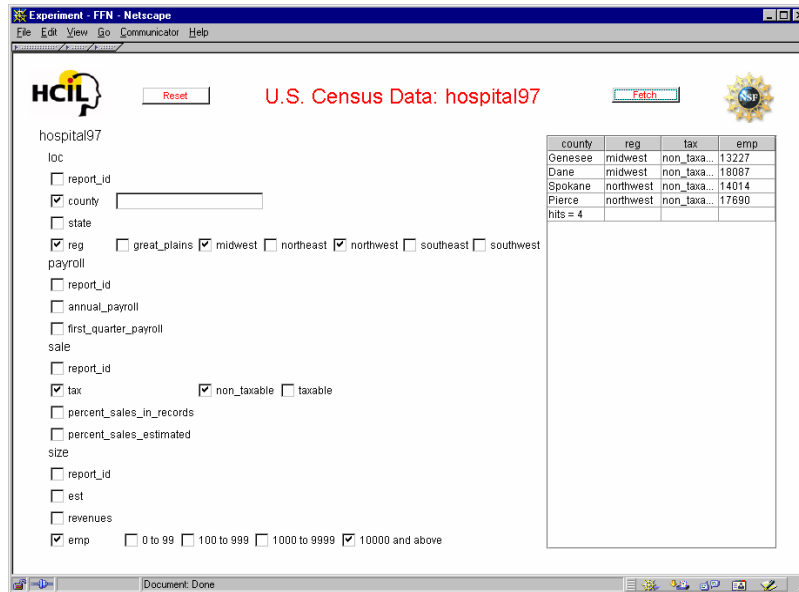 Experiment - FFN - Netscape
File Edit View Go Communicator Help
HCIL
Reset
U.S. Census Data: hospital97
Fetch
NSF
hospital97
loc
report_id
county
state
reg great_plains midwest northeast northwest southeast southwest
payroll
report_id
annual_payroll
first_quarter_payroll
sale
report_id
tax non_taxable taxable
percent_sales_in_records
percent_sales_estimated
size
report_id
est
revenues
emp 0 to 99 100 to 999 1000 to 9999 10000 and above
county reg tax emp
Genesee midwest non_taxa... 13227
Dane midwest non_taxa... 18087
Spokane northwest non_taxa... 14014
Pierce northwest non_taxa... 17690
hits = 4
Document: Done